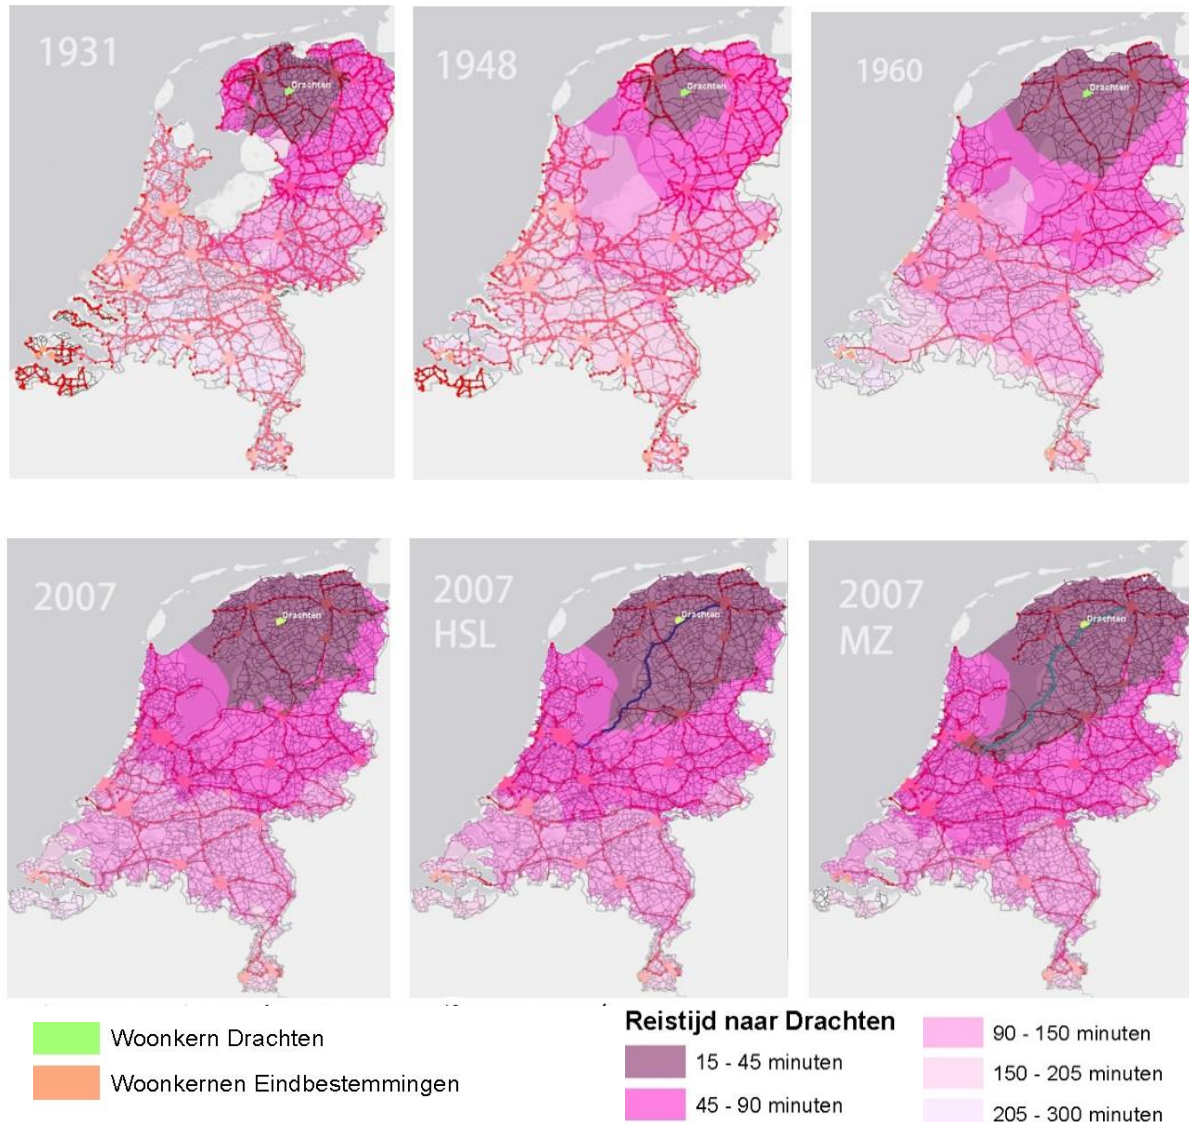 1931
Drachten
1948
Drachten
1960
Drachten
2007
Drachten
2007
HSL
Drachten
2007
MZ
Drachten
Woonkern Drachten
Woonkernen Eindbestemmingen
Reistijd naar Drachten
15 - 45 minuten
45 - 90 minuten
90 - 150 minuten
150 - 205 minuten
205 - 300 minuten